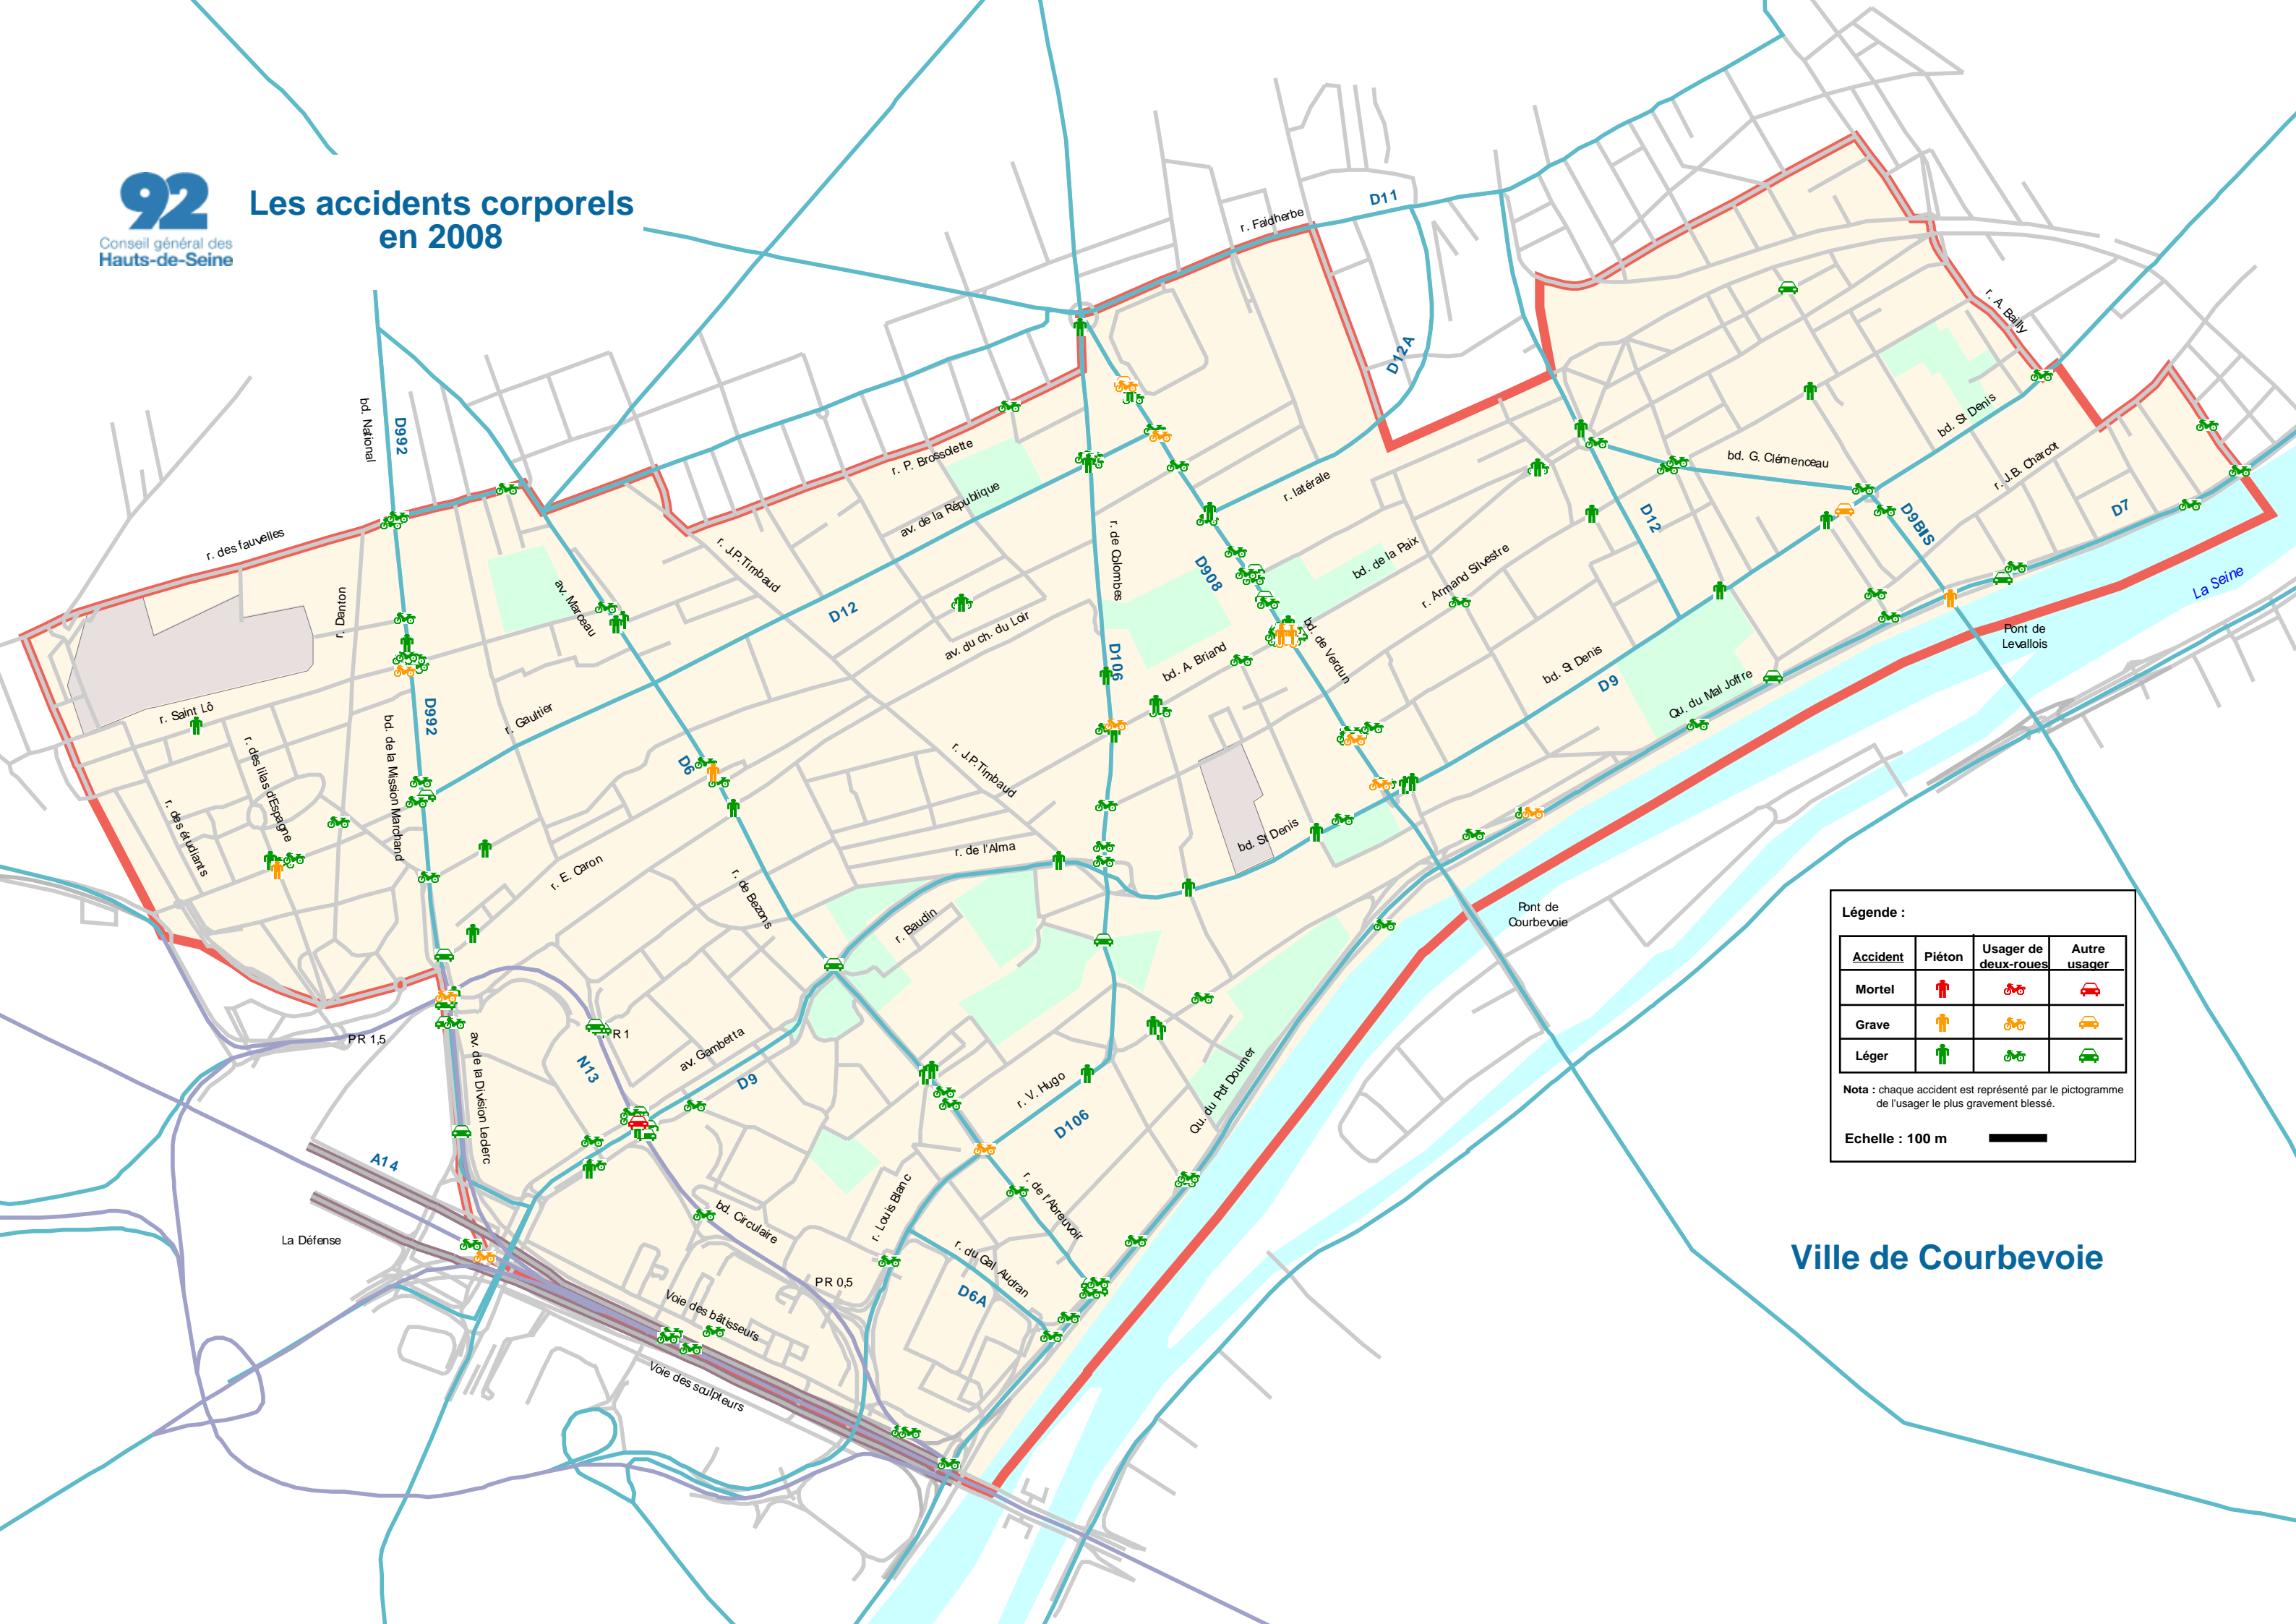 92
Conseil général des
Hauts-de-Seine
Les accidents corporels
en 2008
r. Faidherbe
D11
D12A
r. A. Bailly
bd. National
D992
r. P. Brossolette
av. de la République
r. latérale
bd. G. Clémenceau
bd. St Denis
r. J.B. Charcot
D7
D9BIS
D12
r. des fauvelles
r. Danton
av. Marceau
r. J.P.Timbaud
D12
r. de Colombes
D908
bd. de la Paix
r. Armand Silvestre
La Seine
Pont de
Levallois
av. du ch. du Loir
D106
bd. A. Briand
bd. de Verdun
bd. St Denis
D9
Qu. du Mal Joffre
r. Saint Lô
r. des lilas d'Espagne
r. des étudiants
bd. de la Mission Marchand
D992
r. Gaultier
D6
r. J.P.Timbaud
bd. St Denis
r. de l'Alma
r. E. Caron
r. de Bezons
r. Baudin
Pont de
Courbevoie
PR 1,5
av. de la Division Leclerc
N13
PR 1
av. Gambetta
D9
r. V. Hugo
D106
Qu. du Pdt Doumer
A14
La Défense
bd. Circulaire
r. Louis Blanc
r. de l'Abreuvoir
r. du Gal Audran
D6A
PR 0,5
Voie des bâtisseurs
Voie des sculpteurs
Légende :
Accident Piéton Usager de deux-roues Autre usager
Mortel
Grave
Léger
Nota : chaque accident est représenté par le pictogramme
de l'usager le plus gravement blessé.
Echelle : 100 m
Ville de Courbevoie